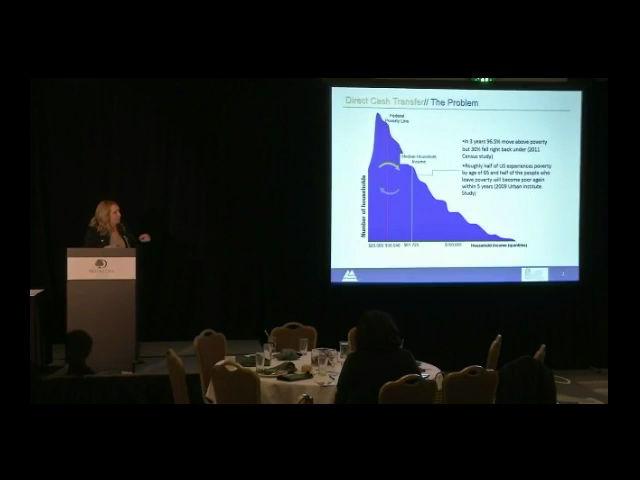 Direct Cash Transfer// The Problem
Federal
Poverty Line
Median Household
Income
Number of Households
Household Income (quintiles)
•In 3 years 96.5% move above poverty
but 30% fell right back under (2011
Census study)
•Roughly half of US experiences poverty
by age of 65 and half of the people who
leave poverty will become poor again
within 5 years (2009 Urban Institute
Study)